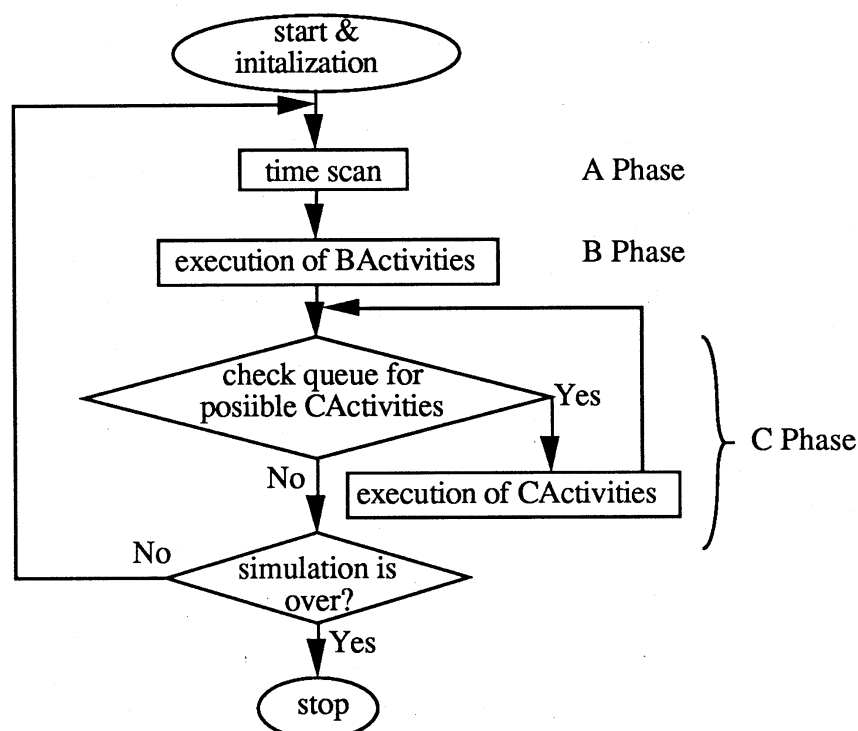 start &
initalization
time scan
A Phase
execution of BActivities
B Phase
check queue for
posiible CActivities
Yes
C Phase
No
execution of CActivities
No
simulation is
over?
Yes
stop